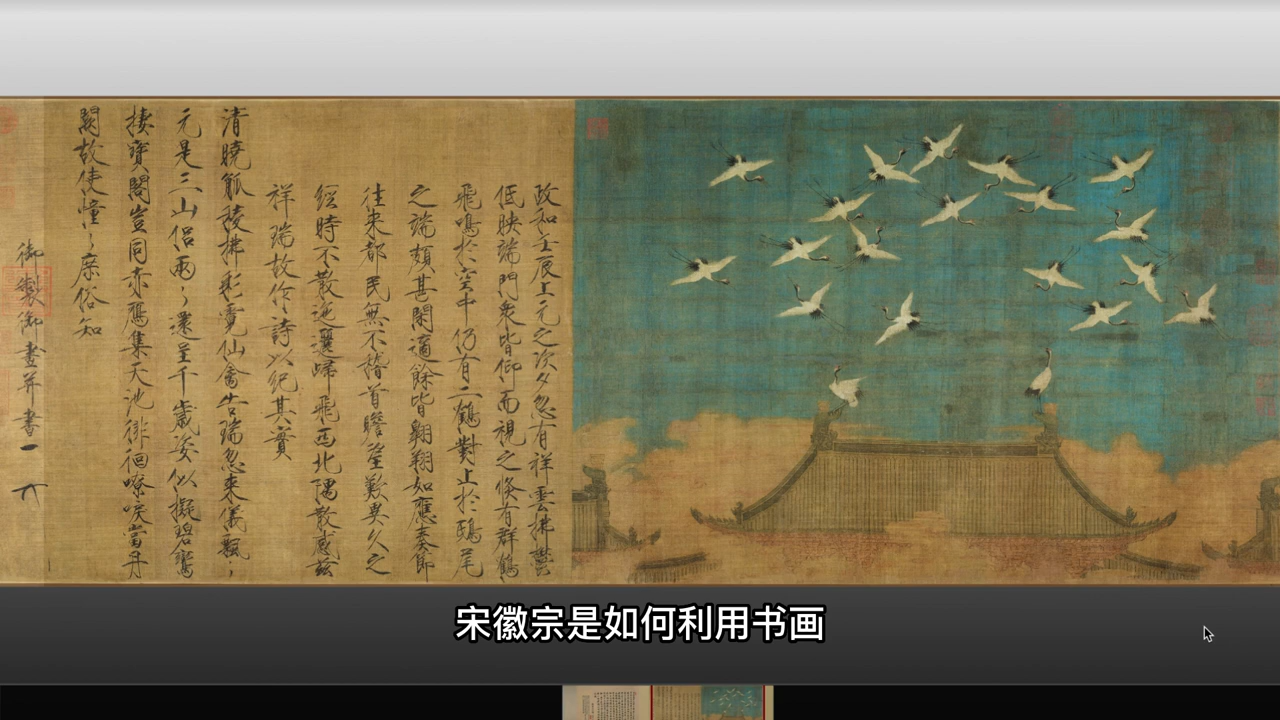 政和壬辰上元之次夕忽有祥雲拂鬱
低映端門眾皆仰而視之倏有群鶴
飛鳴於空中仍有二鶴對止於鴟尾
之端頗甚閑適餘皆翱翔如應奏節
往來都民無不稽首瞻望歎異久之
經時不散迤邐歸飛西北隅散感茲
祥瑞故作詩以紀其實
清曉觚稜拂彩霓仙禽告瑞忽來儀飄〻
元是三山侶兩〻還呈千歲姿似擬碧鸞
棲寶閣豈同赤鴈集天池徘徊嘹唳當丹
闕故使憧〻庶俗知
御製御畫并書
宋徽宗是如何利用书画